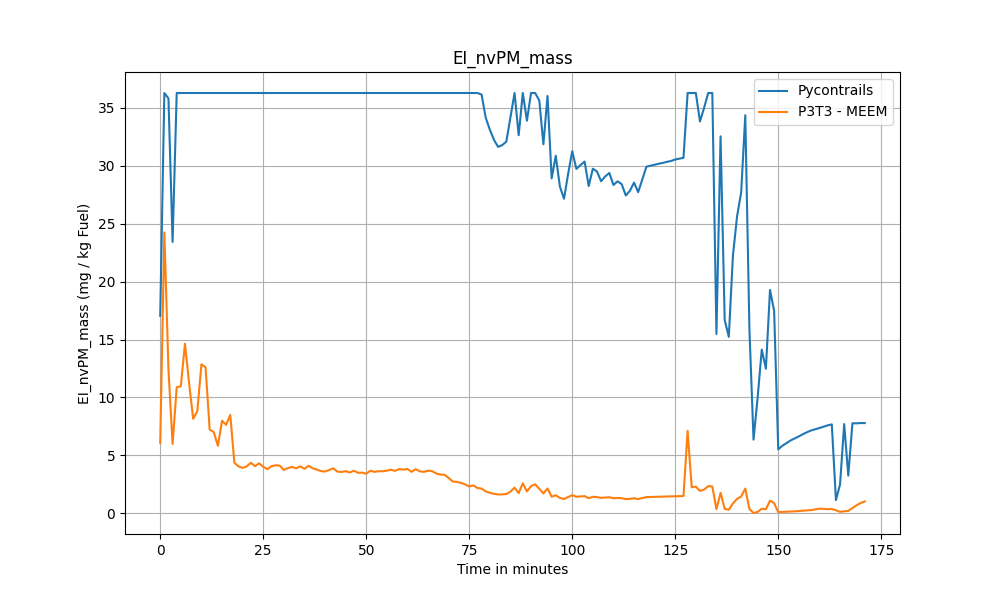 EI_nvPM_mass
Pycontrails
P3T3 - MEEM
EI_nvPM_mass (mg / kg Fuel)
35
30
25
20
15
10
5
0
0 25 50 75 100 125 150 175
Time in minutes